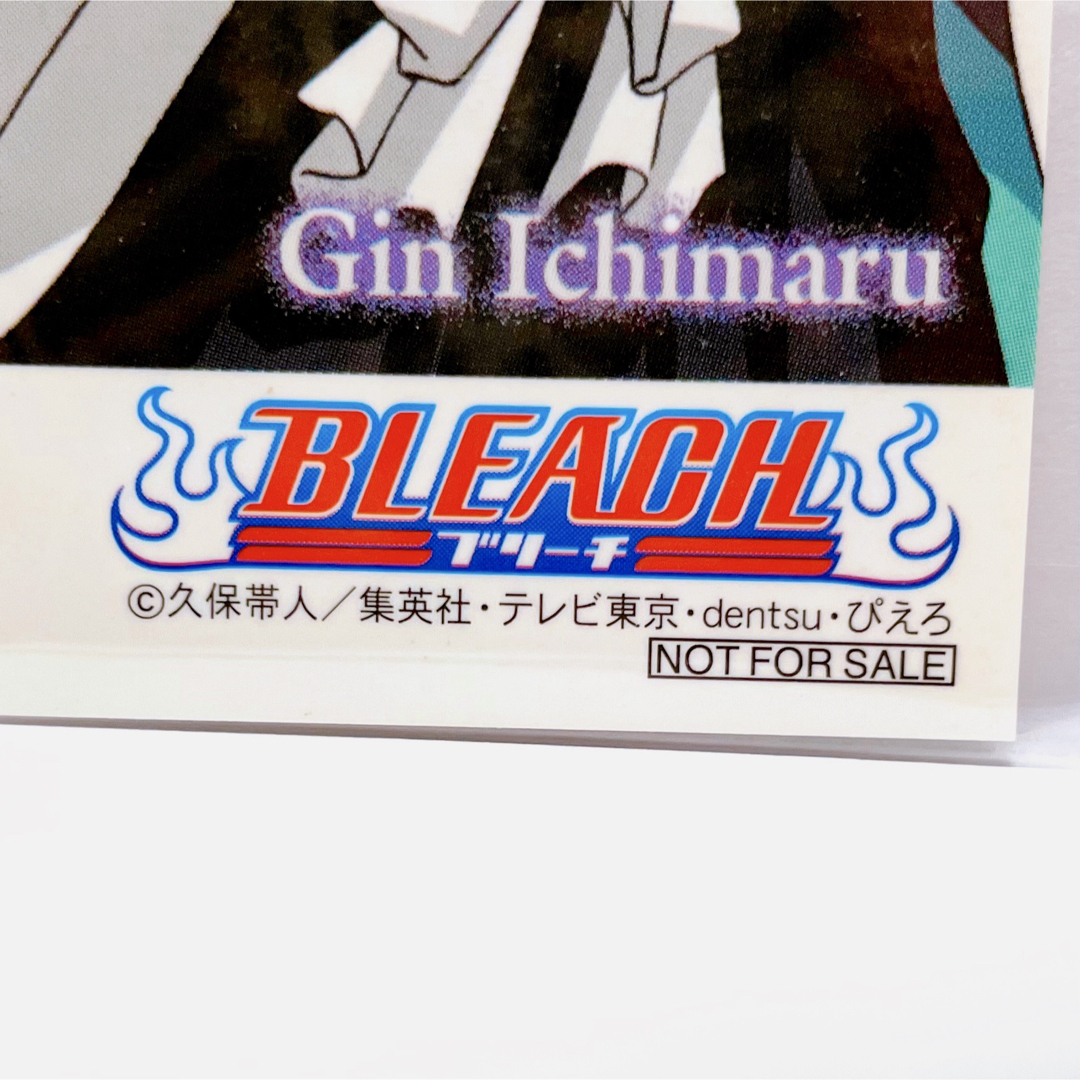 Gin Ichimaru
BLEACH
ブリーチ
©久保帯人／集英社・テレビ東京・dentsu・ぴえろ
NOT FOR SALE